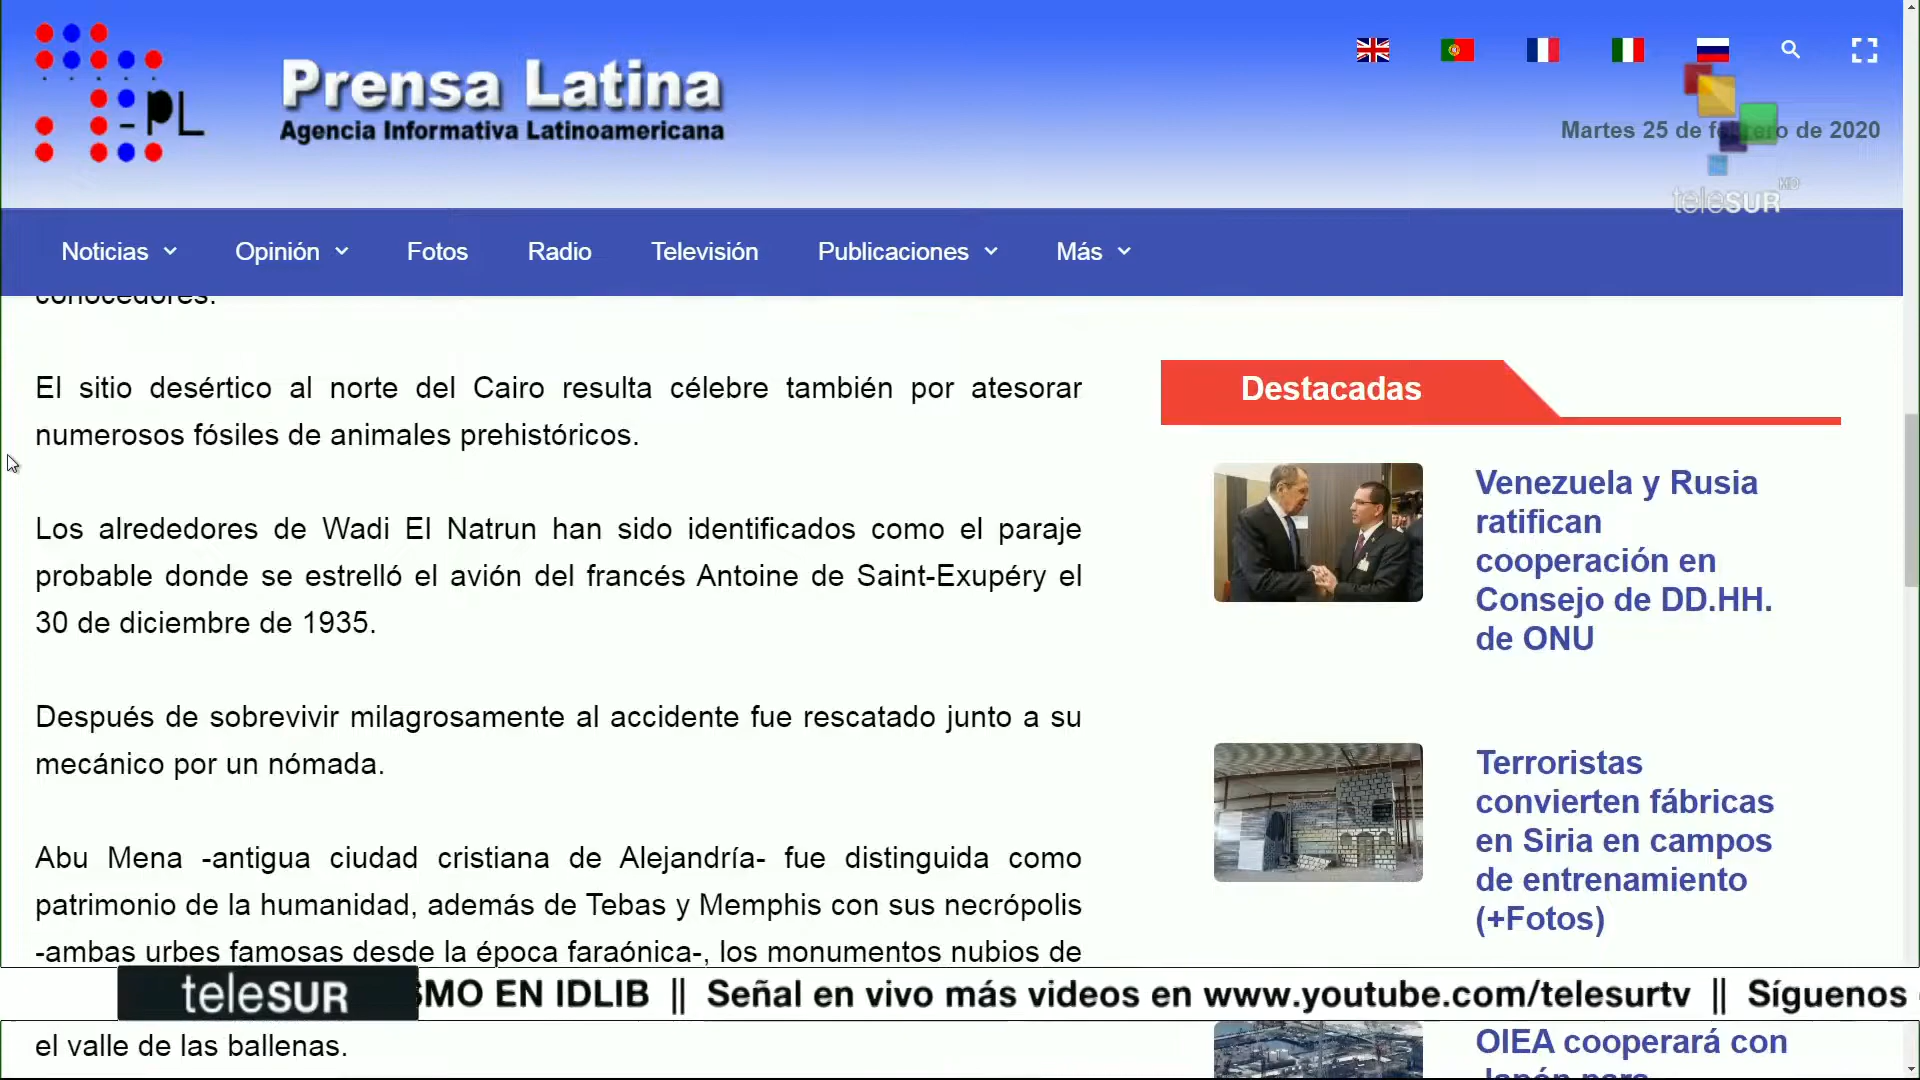 PL
Prensa Latina
Agencia Informativa Latinoamericana
Martes 25 de febrero de 2020
teleSUR HD
Noticias
Opinión
Fotos
Radio
Televisión
Publicaciones
Más
conocedores.
El sitio desértico al norte del Cairo resulta célebre también por atesorar
numerosos fósiles de animales prehistóricos.
Los alrededores de Wadi El Natrun han sido identificados como el paraje
probable donde se estrelló el avión del francés Antoine de Saint-Exupéry el
30 de diciembre de 1935.
Después de sobrevivir milagrosamente al accidente fue rescatado junto a su
mecánico por un nómada.
Abu Mena -antigua ciudad cristiana de Alejandría- fue distinguida como
patrimonio de la humanidad, además de Tebas y Memphis con sus necrópolis
-ambas urbes famosas desde la época faraónica-, los monumentos nubios de
el valle de las ballenas.
Destacadas
Venezuela y Rusia
ratifican
cooperación en
Consejo de DD.HH.
de ONU
Terroristas
convierten fábricas
en Siria en campos
de entrenamiento
(+Fotos)
OIEA cooperará con
Japón para
teleSUR
SMO EN IDLIB || Señal en vivo más videos en www.youtube.com/telesurtv || Síguenos